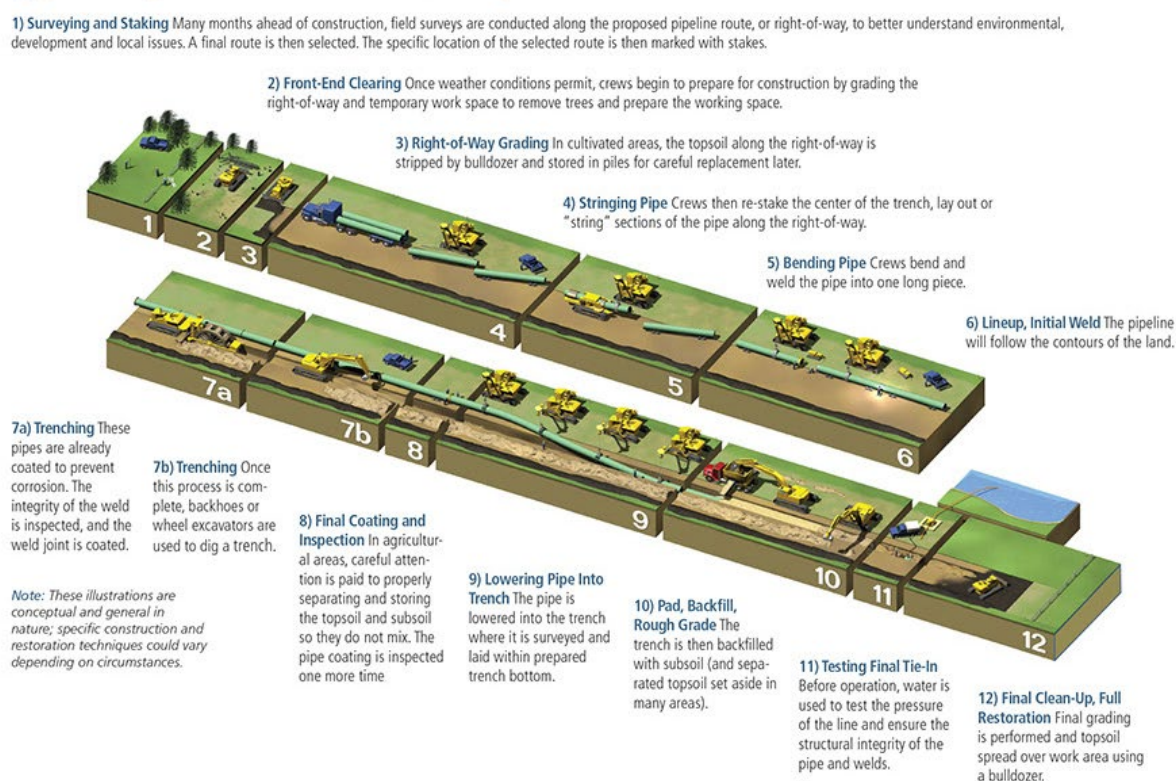 1) Surveying and Staking Many months ahead of construction, field surveys are conducted along the proposed pipeline route, or right-of-way, to better understand environmental,
development and local issues. A final route is then selected. The specific location of the selected route is then marked with stakes.
2) Front-End Clearing Once weather conditions permit, crews begin to prepare for construction by grading the
right-of-way and temporary work space to remove trees and prepare the working space.
3) Right-of-Way Grading In cultivated areas, the topsoil along the right-of-way is
stripped by bulldozer and stored in piles for careful replacement later.
4) Stringing Pipe Crews then re-stake the center of the trench, lay out or
“string” sections of the pipe along the right-of-way.
5) Bending Pipe Crews bend and
weld the pipe into one long piece.
6) Lineup, Initial Weld The pipeline
will follow the contours of the land.
1
2
3
4
5
6
7a
7b
8
9
10
11
12
7a) Trenching These
pipes are already
coated to prevent
corrosion. The
integrity of the weld
is inspected, and the
weld joint is coated.
Note: These illustrations are
conceptual and general in
nature; specific construction and
restoration techniques could vary
depending on circumstances.
7b) Trenching Once
this process is com-
plete, backhoes or
wheel excavators are
used to dig a trench.
8) Final Coating and
Inspection In agricultur-
al areas, careful atten-
tion is paid to properly
separating and storing
the topsoil and subsoil
so they do not mix. The
pipe coating is inspected
one more time
9) Lowering Pipe Into
Trench The pipe is
lowered into the trench
where it is surveyed and
laid within prepared
trench bottom.
10) Pad, Backfill,
Rough Grade The
trench is then backfilled
with subsoil (and sepa-
rated topsoil set aside in
many areas).
11) Testing Final Tie-In
Before operation, water is
used to test the pressure
of the line and ensure the
structural integrity of the
pipe and welds.
12) Final Clean-Up, Full
Restoration Final grading
is performed and topsoil
spread over work area using
a bulldozer.